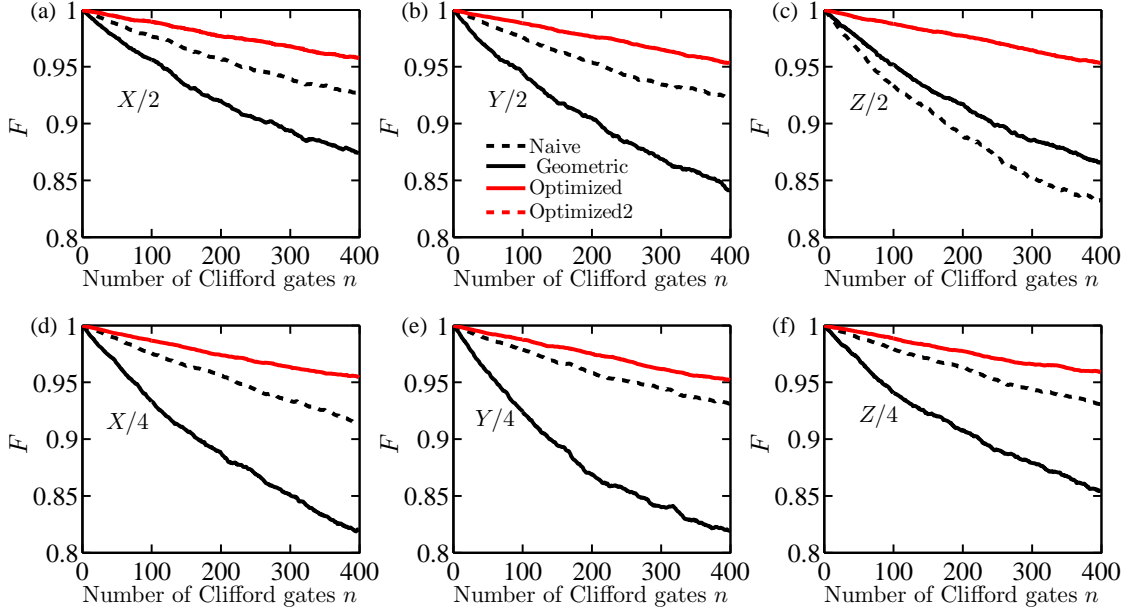 (a)
1
0.95
0.9
0.85
0.8
F
X/2
0 100 200 300 400
Number of Clifford gates n
(b)
1
0.95
0.9
0.85
0.8
F
Y/2
Naive
Geometric
Optimized
Optimized2
0 100 200 300 400
Number of Clifford gates n
(c)
1
0.95
0.9
0.85
0.8
F
Z/2
0 100 200 300 400
Number of Clifford gates n
(d)
1
0.95
0.9
0.85
0.8
F
X/4
0 100 200 300 400
Number of Clifford gates n
(e)
1
0.95
0.9
0.85
0.8
F
Y/4
0 100 200 300 400
Number of Clifford gates n
(f)
1
0.95
0.9
0.85
0.8
F
Z/4
0 100 200 300 400
Number of Clifford gates n